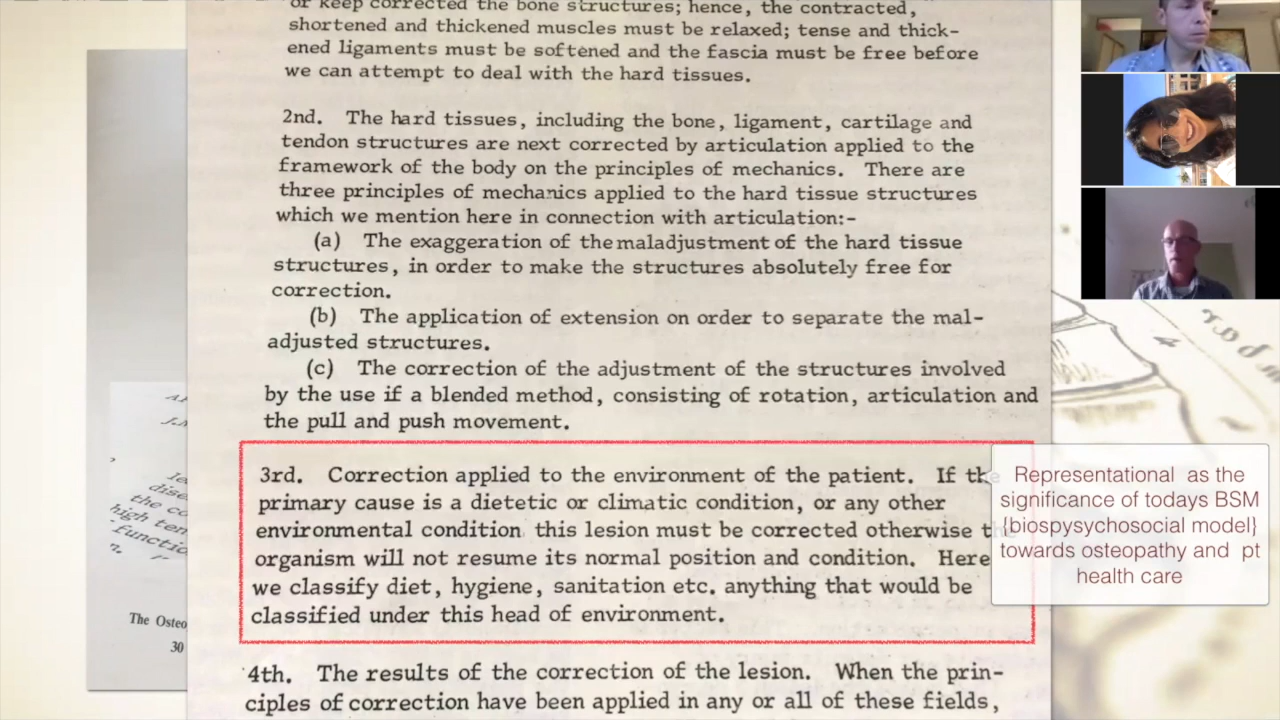 or keep corrected the bone structures; hence, the contracted,
shortened and thickened muscles must be relaxed; tense and thick-
ened ligaments must be softened and the fascia must be free before
we can attempt to deal with the hard tissues.
2nd. The hard tissues, including the bone, ligament, cartilage and
tendon structures are next corrected by articulation applied to the
framework of the body on the principles of mechanics. There are
three principles of mechanics applied to the hard tissue structures
which we mention here in connection with articulation:-
(a) The exaggeration of the maladjustment of the hard tissue
structures, in order to make the structures absolutely free for
correction.
(b) The application of extension on order to separate the mal-
adjusted structures.
(c) The correction of the adjustment of the structures involved
by the use if a blended method, consisting of rotation, articulation and
the pull and push movement.
3rd. Correction applied to the environment of the patient. If the
primary cause is a dietetic or climatic condition, or any other
environmental condition this lesion must be corrected otherwise the
organism will not resume its normal position and condition. Here
we classify diet, hygiene, sanitation etc. anything that would be
classified under this head of environment.
4th. The results of the correction of the lesion. When the prin-
ciples of correction have been applied in any or all of these fields,
Representational as the
significance of todays BSM
{biospysychosocial model}
towards osteopathy and pt
health care
the co
high ten
functio
The Osteo
30